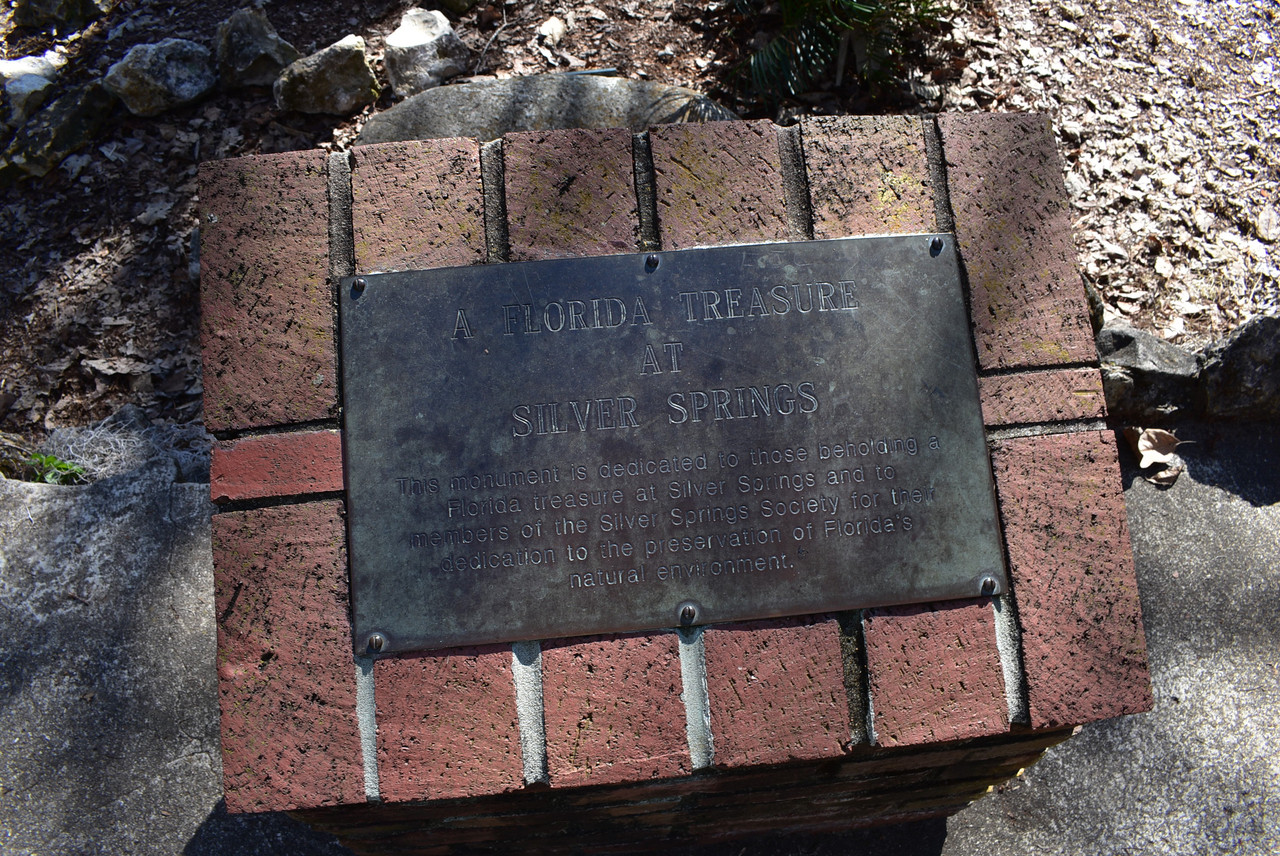 A FLORIDA TREASURE
AT
SILVER SPRINGS
This monument is dedicated to those beholding a
Florida treasure at Silver Springs and to
members of the Silver Springs Society for their
dedication to the preservation of Florida's
natural environment.